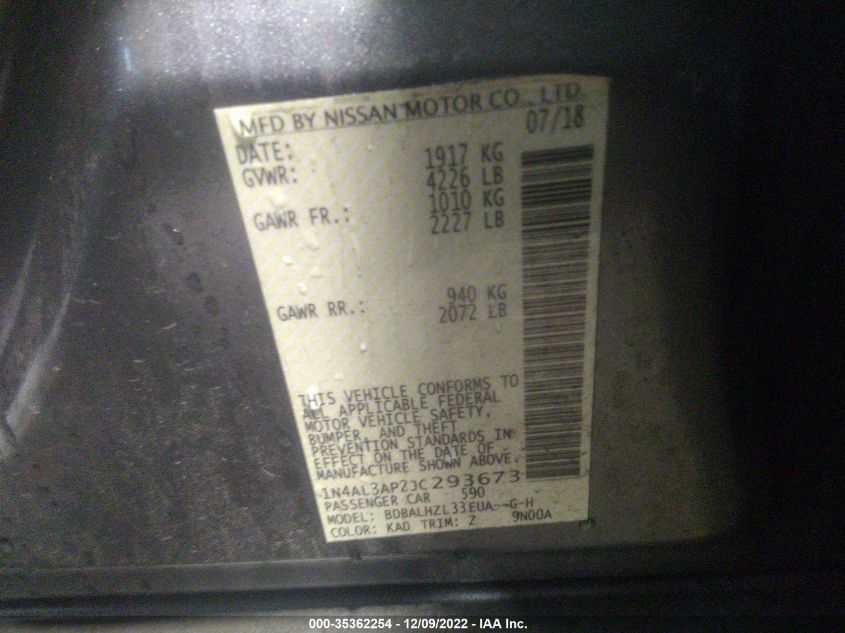 MFD BY NISSAN MOTOR CO., LTD.
DATE: 07/18
GVWR: 1917 KG
4226 LB
GAWR FR.: 1010 KG
2227 LB
GAWR RR.: 940 KG
2072 LB
THIS VEHICLE CONFORMS TO
ALL APPLICABLE FEDERAL
MOTOR VEHICLE SAFETY,
BUMPER, AND THEFT
PREVENTION STANDARDS IN
EFFECT ON THE DATE OF
MANUFACTURE SHOWN ABOVE.
1N4AL3AP2JC293673
PASSENGER CAR 590
MODEL: BDBALHZL33EUA--G-H
COLOR: KAD TRIM: Z 9N00A
000-35362254 - 12/09/2022 - IAA Inc.